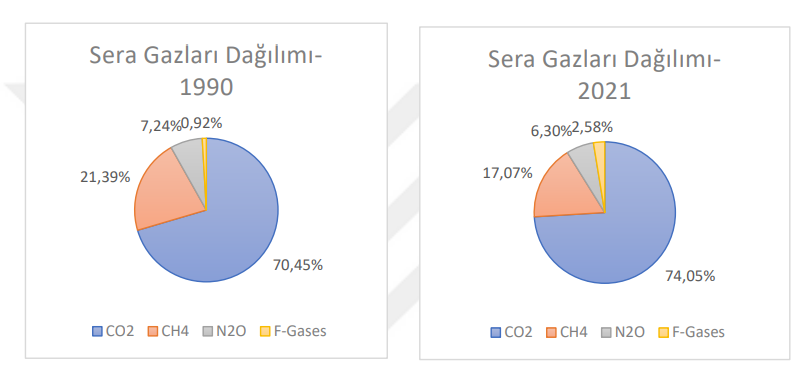 Sera Gazları Dağılımı-
1990
7,24%
0,92%
21,39%
70,45%
CO2 CH4 N2O F-Gases
Sera Gazları Dağılımı-
2021
6,30%
2,58%
17,07%
74,05%
CO2 CH4 N2O F-Gases